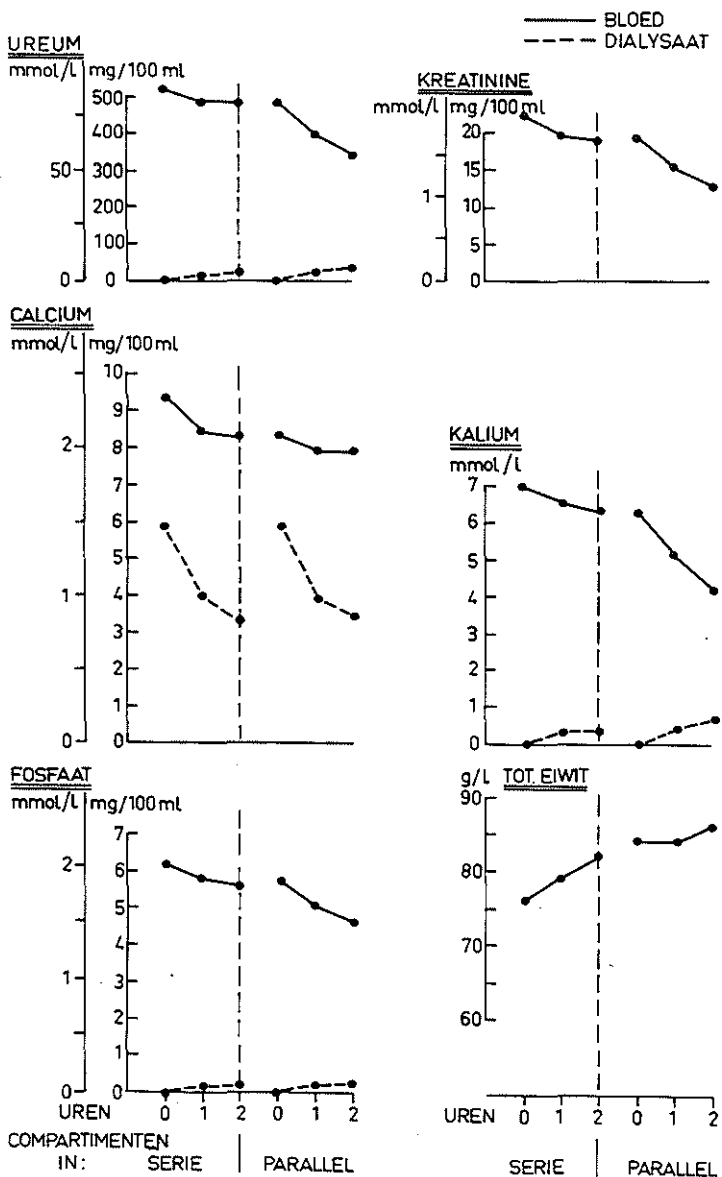 BLOED
DIALYSAAT
UREUM
mmol/l mg/100 ml
500
400
300
200
100
0
50
0
KREATININE
mmol/l mg/100 ml
20
15
10
5
0
1
0
CALCIUM
mmol/l mg/100ml
10
9
8
7
6
5
4
3
2
1
0
2
1
0
KALIUM
mmol/l
7
6
5
4
3
2
1
0
FOSFAAT
mmol/l mg/100 ml
7
6
5
4
3
2
1
0
2
1
0
g/l TOT. EIWIT
90
80
70
60
UREN 0 1 2 0 1 2
COMPARTIMENTEN
IN: SERIE PARALLEL
UREN 0 1 2 0 1 2
SERIE PARALLEL